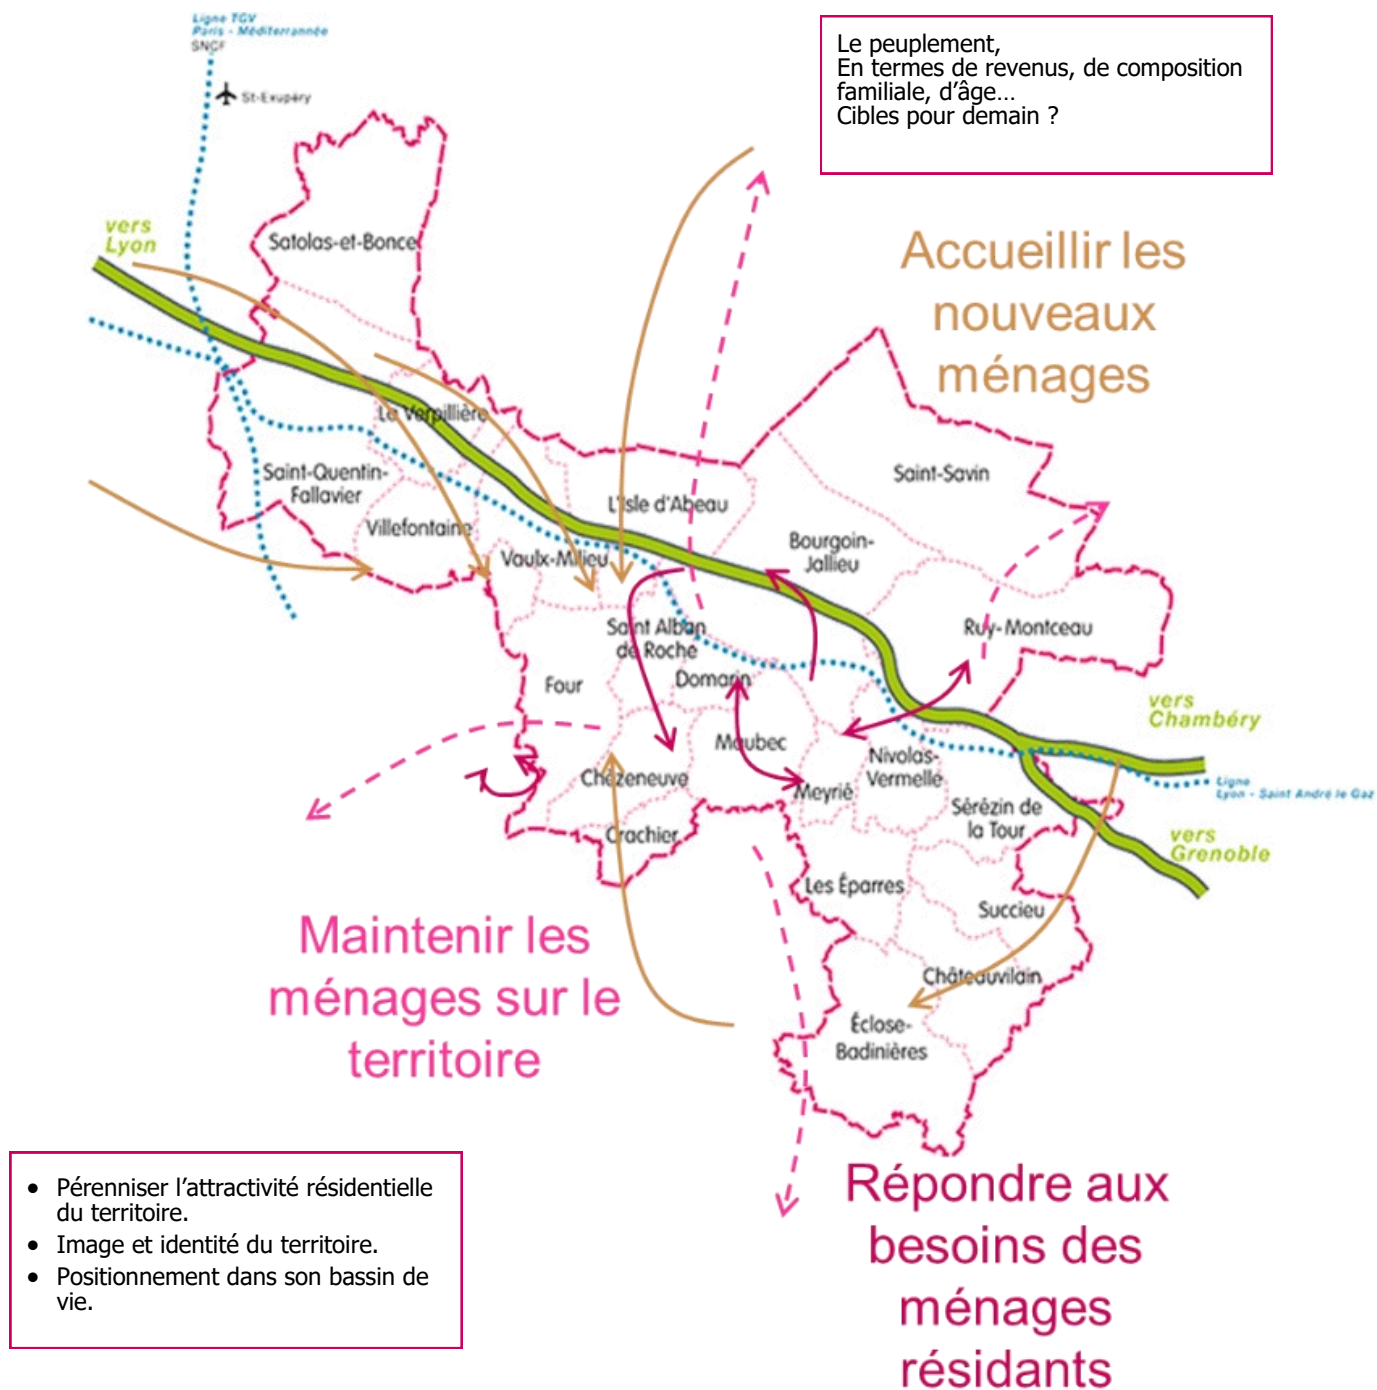 Ligne TGV
Paris - Méditerrannée
SNCF
St-Exupéry
Le peuplement,
En termes de revenus, de composition
familiale, d’âge…
Cibles pour demain ?
vers
Lyon
Satolas-et-Bonce
Accueillir les
nouveaux
ménages
La Verpillière
Saint-Quentin-
Fallavier
Villefontaine
Vaulx-Milieu
L'Isle d'Abeau
Saint-Savin
Bourgoin-
Jallieu
Ruy-Montceau
Saint Alban
de Roche
Four
Domarin
Maubec
Chèzeneuve
Crachier
Meyrié
Nivolas-
Vermelle
Sérézin de
la Tour
vers
Chambéry
Ligne
Lyon - Saint André le Gaz
vers
Grenoble
Les Éparres
Succieu
Châteauvilain
Éclose-
Badinières
Maintenir les
ménages sur le
territoire
• Pérenniser l’attractivité résidentielle
du territoire.
• Image et identité du territoire.
• Positionnement dans son bassin de
vie.
Répondre aux
besoins des
ménages
résidants